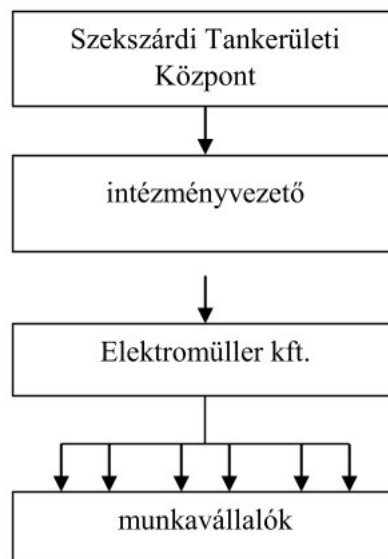 Szekszárdi Tankerületi
Központ
intézményvezető
Elektromüller kft.
munkavállalók